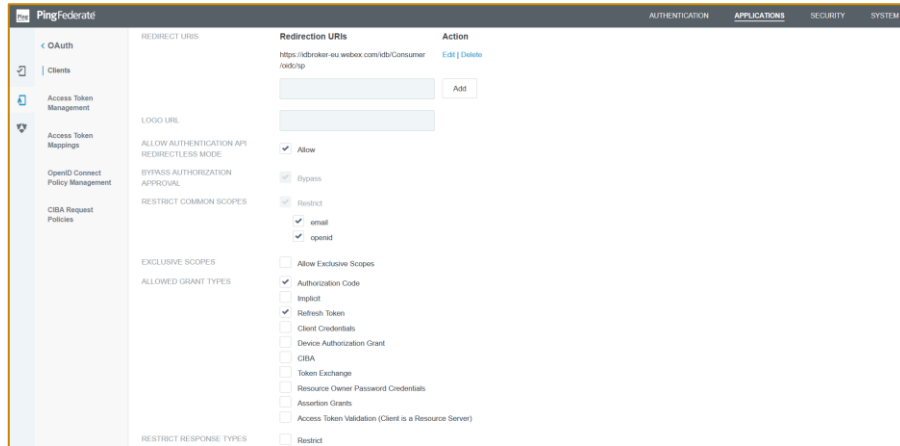 Ping
PingFederate
AUTHENTICATION
APPLICATIONS
SECURITY
SYSTEM
< OAuth
Clients
Access Token
Management
Access Token
Mappings
OpenID Connect
Policy Management
CIBA Request
Policies
REDIRECT URIS
Redirection URIs
Action
https://idbroker-eu.webex.com/idb/Consumer
/oidc/sp
Edit | Delete
Add
LOGO URL
ALLOW AUTHENTICATION API
REDIRECTLESS MODE
Allow
BYPASS AUTHORIZATION
APPROVAL
Bypass
RESTRICT COMMON SCOPES
Restrict
email
openid
EXCLUSIVE SCOPES
Allow Exclusive Scopes
ALLOWED GRANT TYPES
Authorization Code
Implicit
Refresh Token
Client Credentials
Device Authorization Grant
CIBA
Token Exchange
Resource Owner Password Credentials
Assertion Grants
Access Token Validation (Client is a Resource Server)
RESTRICT RESPONSE TYPES
Restrict